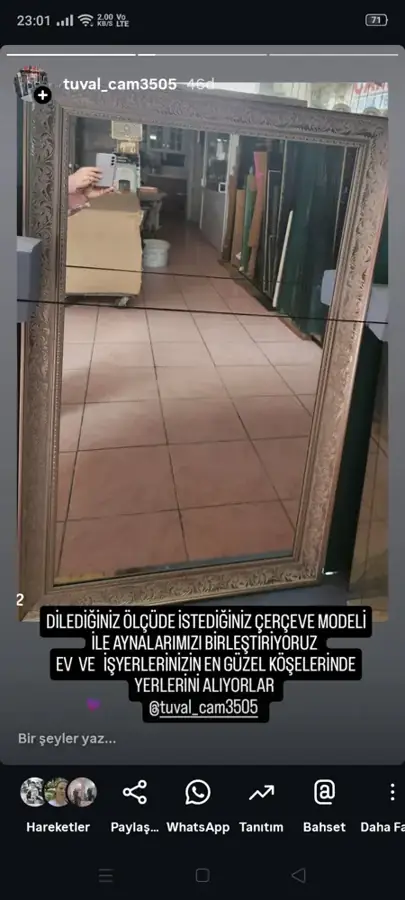 23:01 2.00 KB/S Vo LTE 71
tuval_cam3505 46d
2
DİLEDİĞİNİZ ÖLÇÜDE İSTEDİĞİNİZ ÇERÇEVE MODELİ
İLE AYNALARIMIZI BİRLEŞTİRİYORUZ
EV VE İŞYERLERİNİZİN EN GÜZEL KÖŞELERİNDE
YERLERİNİ ALIYORLAR
@tuval_cam3505
Bir şeyler yaz...
Hareketler Paylaş... WhatsApp Tanıtım Bahset Daha Fa